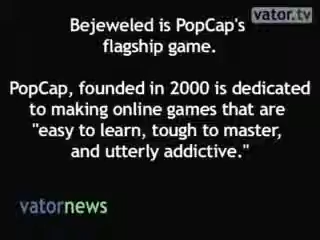 vator.tv
Bejeweled is PopCap's
flagship game.
PopCap, founded in 2000 is dedicated
to making online games that are
"easy to learn, tough to master,
and utterly addictive."
vatornews